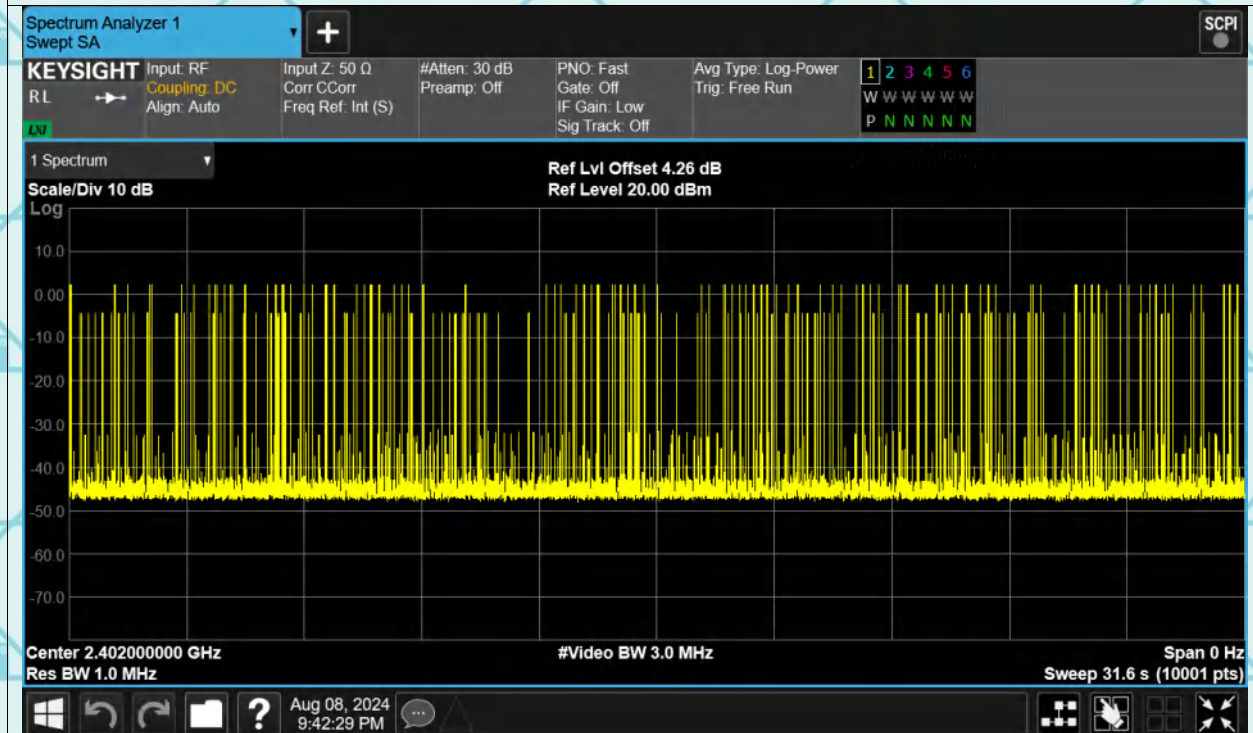 Spectrum Analyzer 1
Swept SA
+
SCPI
KEYSIGHT
RL
LXI
Input: RF
Coupling: DC
Align: Auto
Input Z: 50 Ω
Corr CCorr
Freq Ref: Int (S)
#Atten: 30 dB
Preamp: Off
PNO: Fast
Gate: Off
IF Gain: Low
Sig Track: Off
Avg Type: Log-Power
Trig: Free Run
1 2 3 4 5 6
W W W W W W
P N N N N N
1 Spectrum
Scale/Div 10 dB
Log
Ref Lvl Offset 4.26 dB
Ref Level 20.00 dBm
10.0
0.00
-10.0
-20.0
-30.0
-40.0
-50.0
-60.0
-70.0
Center 2.402000000 GHz
Res BW 1.0 MHz
#Video BW 3.0 MHz
Span 0 Hz
Sweep 31.6 s (10001 pts)
?
Aug 08, 2024
9:42:29 PM